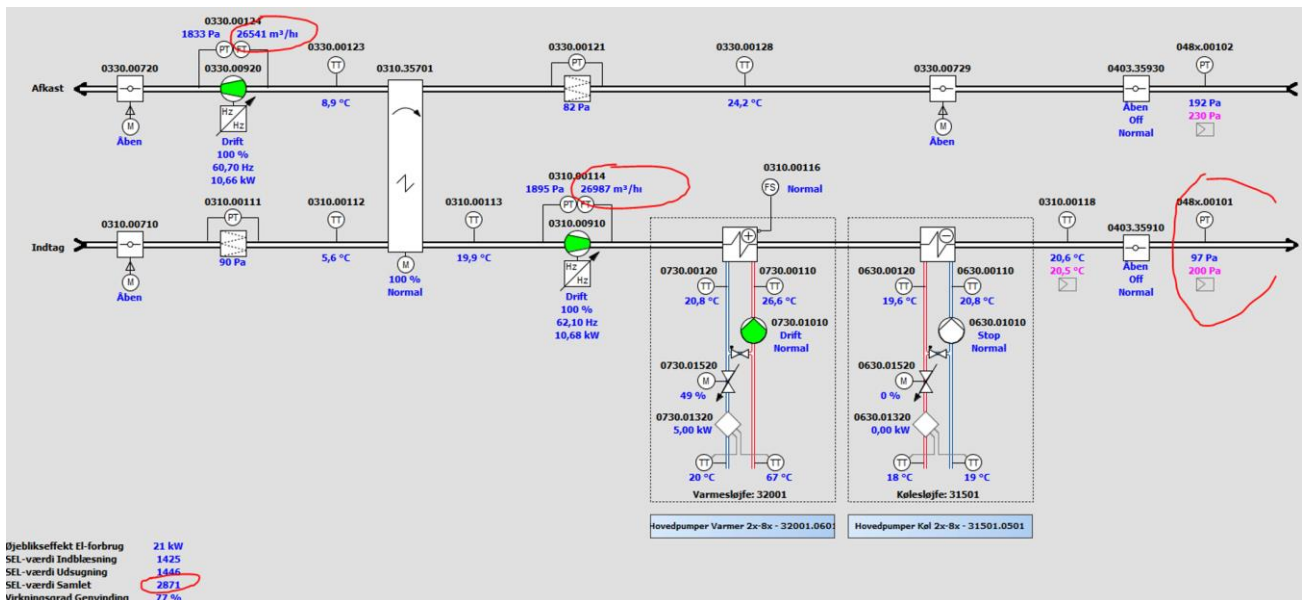 0330.00124
1833 Pa 26541 m³/hı
PT FT
0330.00123
TT
8,9 °C
0310.35701
0330.00121
PT
82 Pa
0330.00128
TT
24,2 °C
048x.00102
PT
192 Pa
230 Pa
0330.00720
0330.00920
0330.00729
0403.35930
Afkast
M
Åben
Hz
Hz
Drift
100 %
60,70 Hz
10,66 kW
M
Åben
Åben
Off
Normal
0310.00116
FS Normal
0310.00114
1895 Pa 26987 m³/hı
PT FT
0310.00910
0310.00111
PT
0310.00112
TT
0310.00113
TT
0310.00118
TT
048x.00101
PT
0310.00710
0403.35910
Indtag
M
Åben
90 Pa
5,6 °C
M
100 %
Normal
19,9 °C
Hz
Hz
Drift
100 %
62,10 Hz
10,68 kW
20,6 °C
20,5 °C
Åben
Off
Normal
97 Pa
200 Pa
0730.00120 0730.00110
TT TT
20,8 °C 26,6 °C
0730.01010
Drift
Normal
0730.01520
M
49 %
0730.01320
5,00 kW
TT TT
20 °C 67 °C
Varmesløjfe: 32001
0630.00120 0630.00110
TT TT
19,6 °C 20,8 °C
0630.01010
Stop
Normal
0630.01520
M
0 %
0630.01320
0,00 kW
TT TT
18 °C 19 °C
Kølesløjfe: 31501
Hovedpumper Varmer 2x-8x - 32001.0601
Hovedpumper Køl 2x-8x - 31501.0501
Øjeblikseffekt El-forbrug 21 kW
SEL-værdi Indblæsning 1425
SEL-værdi Udsugning 1446
SEL-værdi Samlet 2871
Virkningsgrad Genvinding 77 %